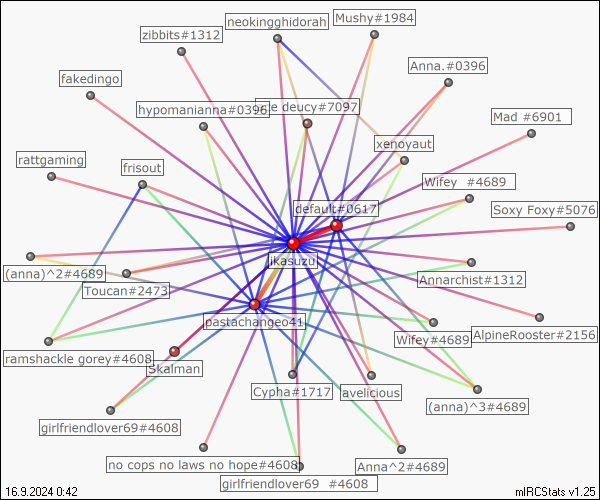 neokingghidorah
Mushy#1984
zibbits#1312
Anna.#0396
fakedingo
hypomanianna#0396
e deucy#7097
Mad #6901
xenoyaut
rattgaming
frisout
Wifey  #4689
default#0617
Soxy Foxy#5076
ikasuzu
(anna)^2#4689
Annarchist#1312
Toucan#2473
pastachangeo41
AlpineRooster#2156
Wifey#4689
ramshackle gorey#4608
Skalman
Cypha#1717
avelicious
(anna)^3#4689
girlfriendlover69#4608
no cops no laws no hope#4608
Anna^2#4689
girlfriendlover69  #4608
16.9.2024 0:42
mIRCStats v1.25